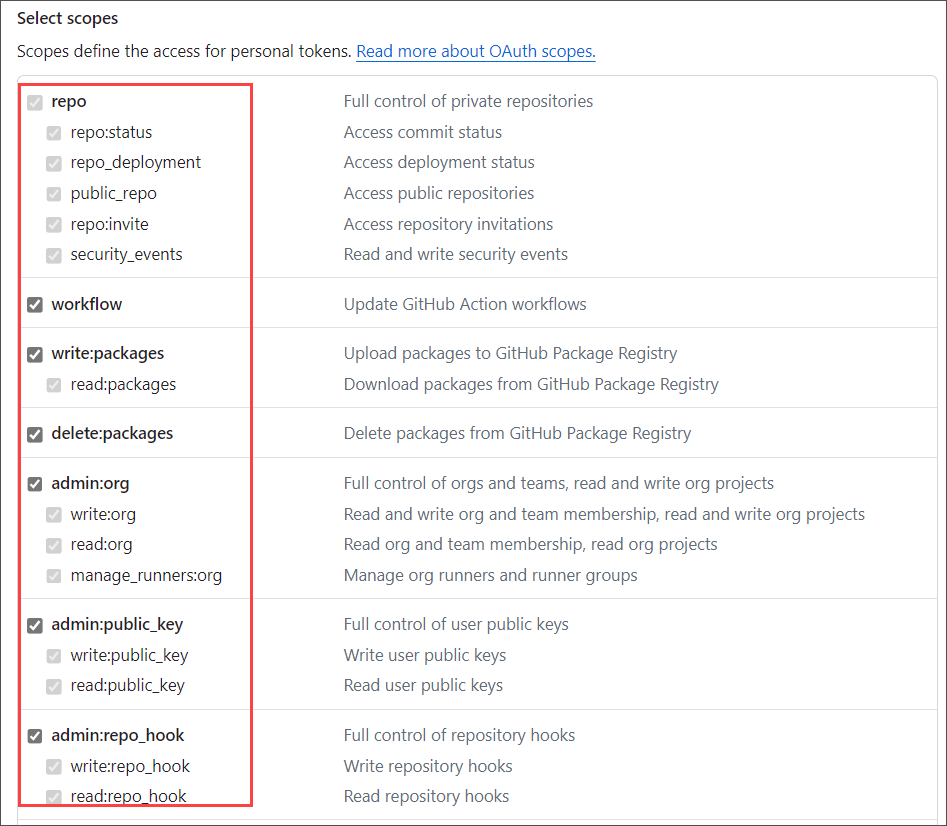 Select scopes
Scopes define the access for personal tokens. Read more about OAuth scopes.
repo Full control of private repositories
repo:status Access commit status
repo_deployment Access deployment status
public_repo Access public repositories
repo:invite Access repository invitations
security_events Read and write security events
workflow Update GitHub Action workflows
write:packages Upload packages to GitHub Package Registry
read:packages Download packages from GitHub Package Registry
delete:packages Delete packages from GitHub Package Registry
admin:org Full control of orgs and teams, read and write org projects
write:org Read and write org and team membership, read and write org projects
read:org Read org and team membership, read org projects
manage_runners:org Manage org runners and runner groups
admin:public_key Full control of user public keys
write:public_key Write user public keys
read:public_key Read user public keys
admin:repo_hook Full control of repository hooks
write:repo_hook Write repository hooks
read:repo_hook Read repository hooks